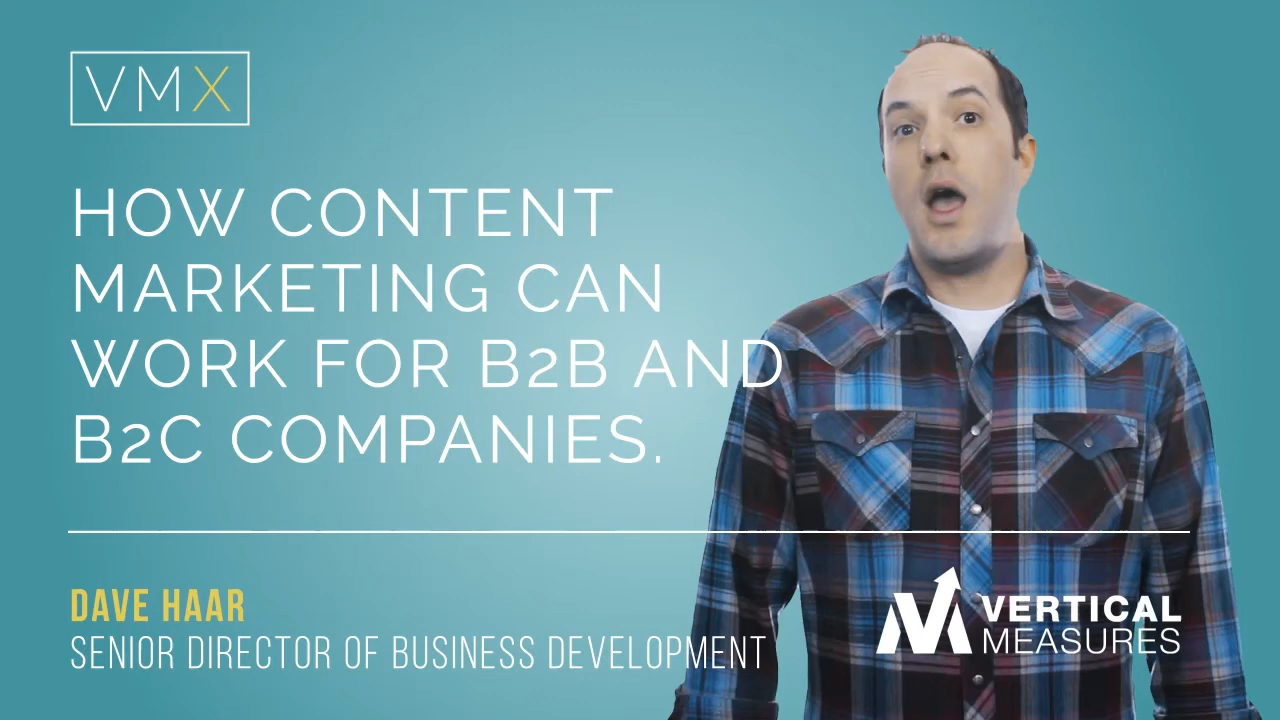 VMX
HOW CONTENT
MARKETING CAN
WORK FOR B2B AND
B2C COMPANIES.
DAVE HAAR
SENIOR DIRECTOR OF BUSINESS DEVELOPMENT
VERTICAL
MEASURES